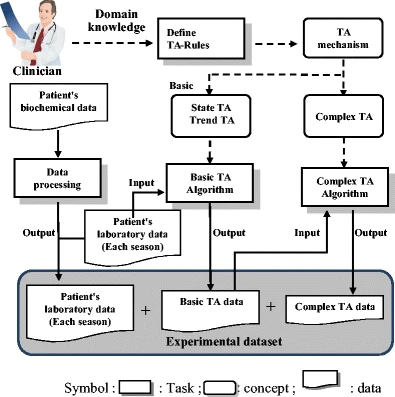 Domain
knowledge
Define
TA-Rules
TA
mechanism
Clinician
Basic
Patient's
biochemical data
State TA
Trend TA
Complex TA
Data
processing
Input
Basic TA
Algorithm
Complex TA
Algorithm
Patient's
laboratory data
(Each season)
Output
Output
Input
Output
Patient's
laboratory data
(Each season)
+
Basic TA data
+
Complex TA data
Experimental dataset
Symbol : : Task ; : concept ; : data